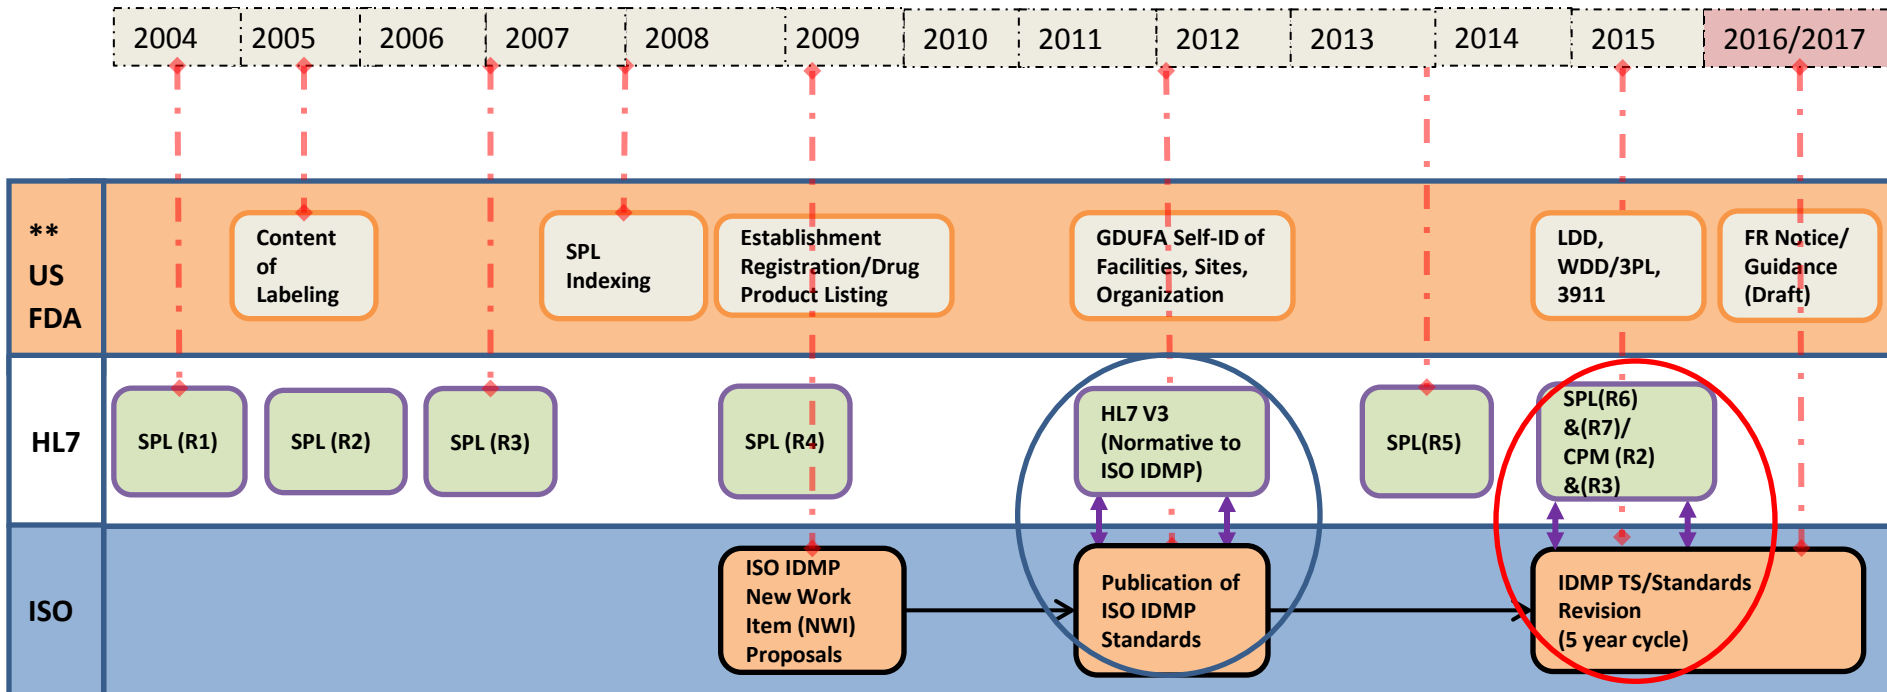 2004 2005 2006 2007 2008 2009 2010 2011 2012 2013 2014 2015 2016/2017
**
US
FDA
Content
of
Labeling
SPL
Indexing
Establishment
Registration/Drug
Product Listing
GDUFA Self-ID of
Facilities, Sites,
Organization
LDD,
WDD/3PL,
3911
FR Notice/
Guidance
(Draft)
HL7
SPL (R1)
SPL (R2)
SPL (R3)
SPL (R4)
HL7 V3
(Normative to
ISO IDMP)
SPL(R5)
SPL(R6)
&(R7)/
CPM (R2)
&(R3)
ISO
ISO IDMP
New Work
Item (NWI)
Proposals
Publication of
ISO IDMP
Standards
IDMP TS/Standards
Revision
(5 year cycle)